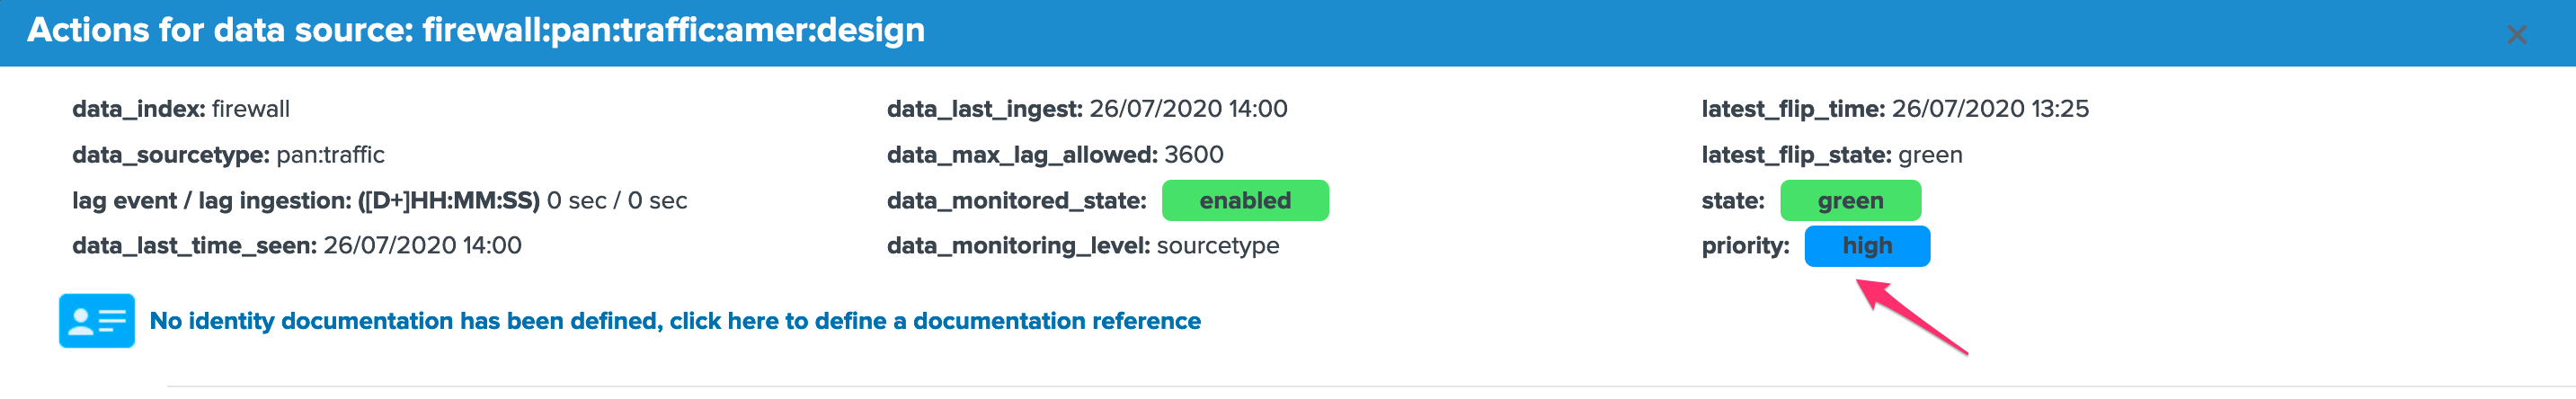 Actions for data source: firewall:pan:traffic:amer:design
data_index: firewall
data_sourcetype: pan:traffic
lag event / lag ingestion: ([D+]HH:MM:SS) 0 sec / 0 sec
data_last_time_seen: 26/07/2020 14:00
data_last_ingest: 26/07/2020 14:00
data_max_lag_allowed: 3600
data_monitored_state: enabled
data_monitoring_level: sourcetype
latest_flip_time: 26/07/2020 13:25
latest_flip_state: green
state: green
priority: high
No identity documentation has been defined, click here to define a documentation reference